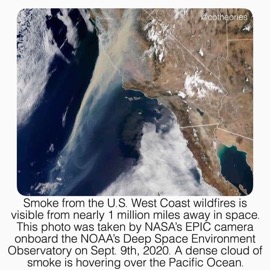 @cbtheories
Smoke from the U.S. West Coast wildfires is
visible from nearly 1 million miles away in space.
This photo was taken by NASA's EPIC camera
onboard the NOAA's Deep Space Environment
Observatory on Sept. 9th, 2020. A dense cloud of
smoke is hovering over the Pacific Ocean.